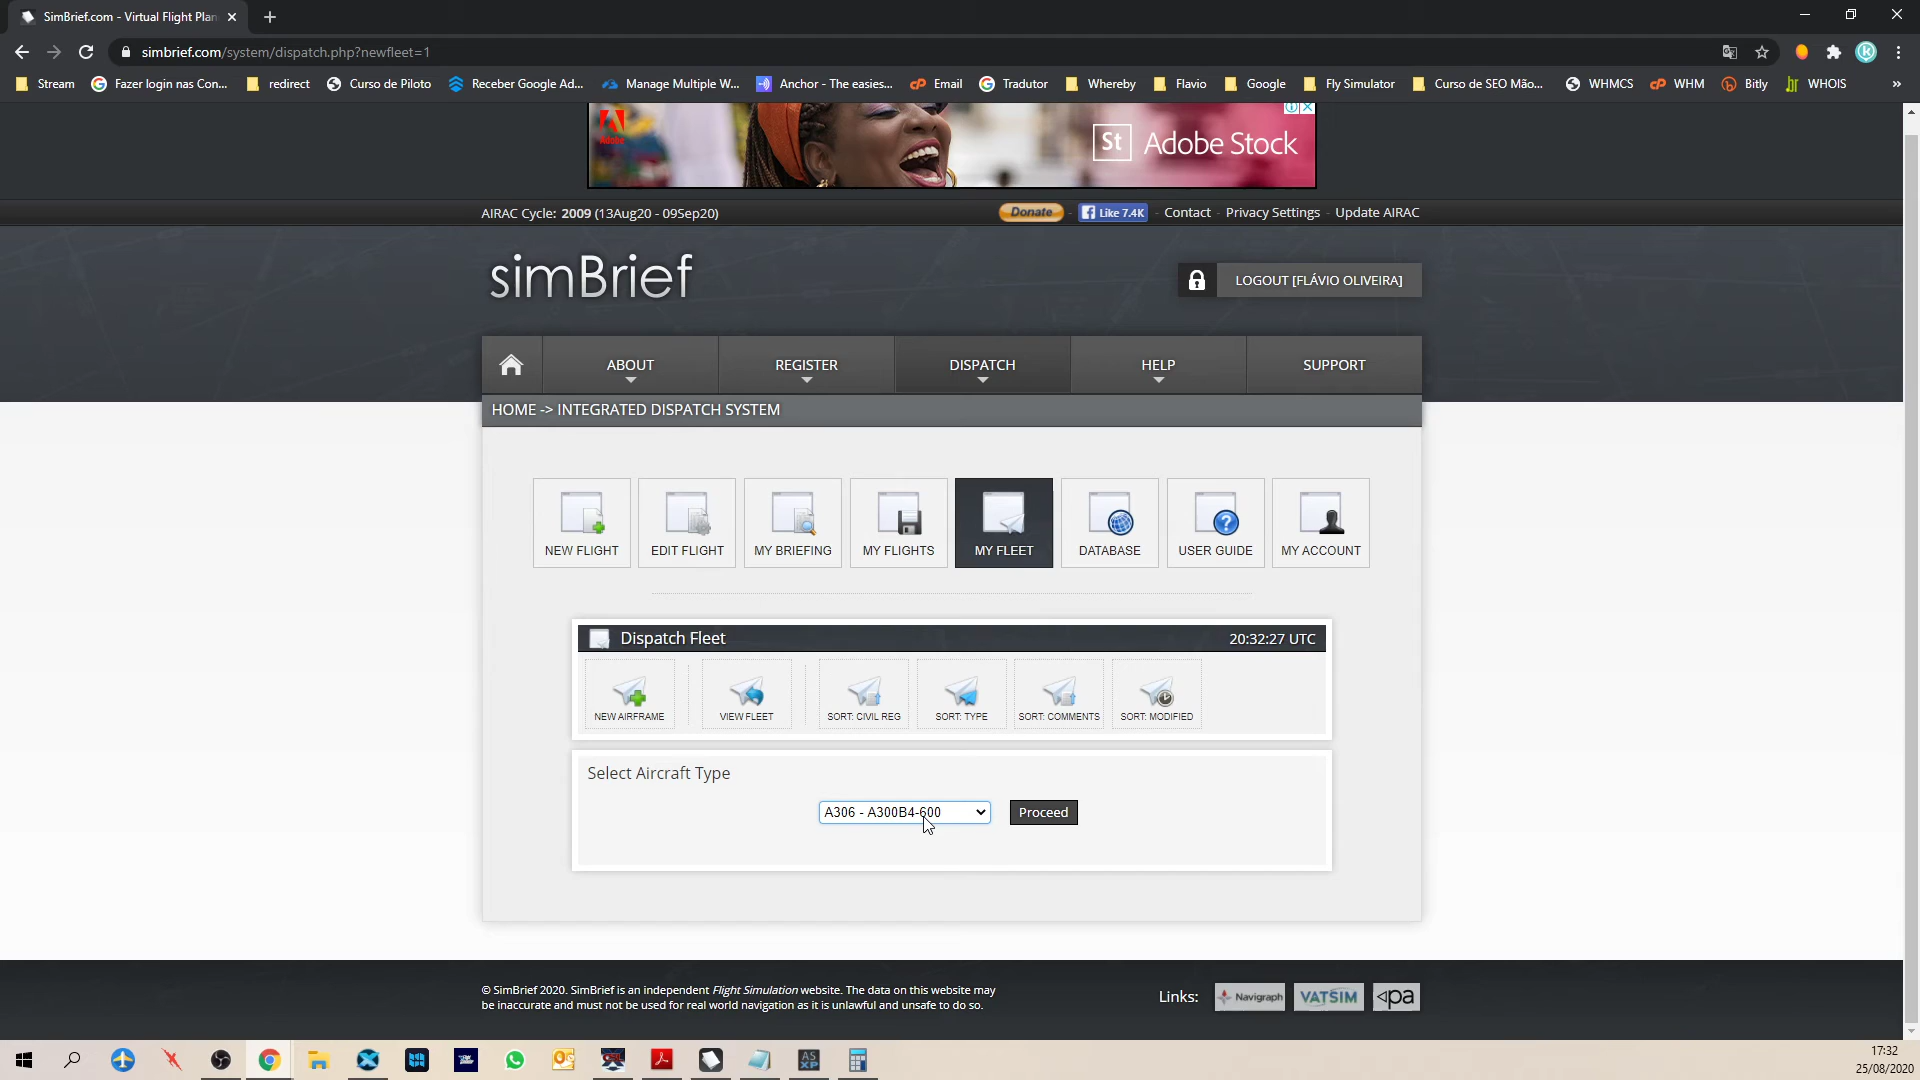 SimBrief.com - Virtual Flight Plan
simbrief.com/system/dispatch.php?newfleet=1
Stream
Fazer login nas Con...
redirect
Curso de Piloto
Receber Google Ad...
Manage Multiple W...
Anchor - The easies...
Email
Tradutor
Whereby
Flavio
Google
Fly Simulator
Curso de SEO Mão...
WHMCS
WHM
Bitly
WHOIS
»
Adobe
St Adobe Stock
AIRAC Cycle: 2009 (13Aug20 - 09Sep20)
Donate - Like 7.4K - Contact - Privacy Settings - Update AIRAC
simBrief
LOGOUT [FLÁVIO OLIVEIRA]
ABOUT
REGISTER
DISPATCH
HELP
SUPPORT
HOME -> INTEGRATED DISPATCH SYSTEM
NEW FLIGHT
EDIT FLIGHT
MY BRIEFING
MY FLIGHTS
MY FLEET
DATABASE
USER GUIDE
MY ACCOUNT
Dispatch Fleet
20:32:27 UTC
NEW AIRFRAME
VIEW FLEET
SORT: CIVIL REG
SORT: TYPE
SORT: COMMENTS
SORT: MODIFIED
Select Aircraft Type
A306 - A300B4-600
Proceed
© SimBrief 2020. SimBrief is an independent Flight Simulation website. The data on this website may
be inaccurate and must not be used for real world navigation as it is unlawful and unsafe to do so.
Links:
Navigraph
VATSIM
pa
17:32
25/08/2020